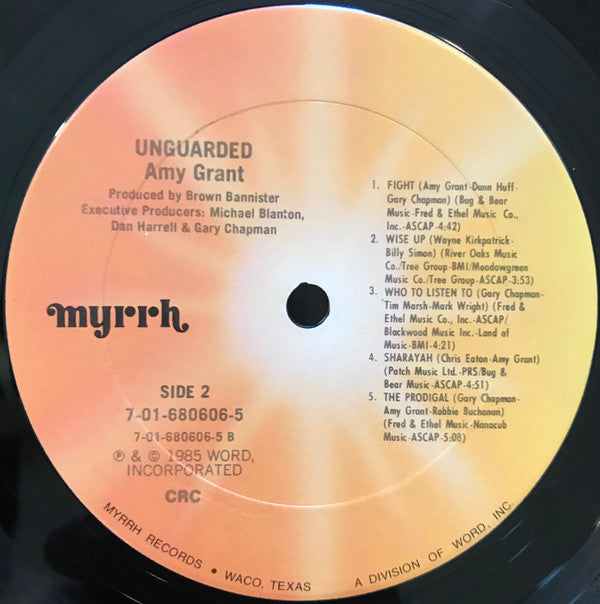 UNGUARDED
Amy Grant
Produced by Brown Bannister
Executive Producers: Michael Blanton,
Dan Harrell & Gary Chapman
myrrh
SIDE 2
7-01-680606-5
7-01-680606-5 B
℗ & © 1985 WORD,
INCORPORATED
CRC
1. FIGHT (Amy Grant-Dann Huff-
Gary Chapman) (Bug & Bear
Music-Fred & Ethel Music Co.,
Inc.-ASCAP-4:42)
2. WISE UP (Wayne Kirkpatrick-
Billy Simon) (River Oaks Music
Co./Tree Group-BMI/Meadowgreen
Music Co./Tree Group-ASCAP-3:53)
3. WHO TO LISTEN TO (Gary Chapman-
Tim Marsh-Mark Wright) (Fred &
Ethel Music Co., Inc.-ASCAP/
Blackwood Music Inc.-Land of
Music-BMI-4:21)
4. SHARAYAH (Chris Eaton-Amy Grant)
(Patch Music Ltd.-PRS/Bug &
Bear Music-ASCAP-4:51)
5. THE PRODIGAL (Gary Chapman-
Amy Grant-Robbie Buchanan)
(Fred & Ethel Music-Nanacub
Music-ASCAP-5:08)
MYRRH RECORDS • WACO, TEXAS A DIVISION OF WORD, INC